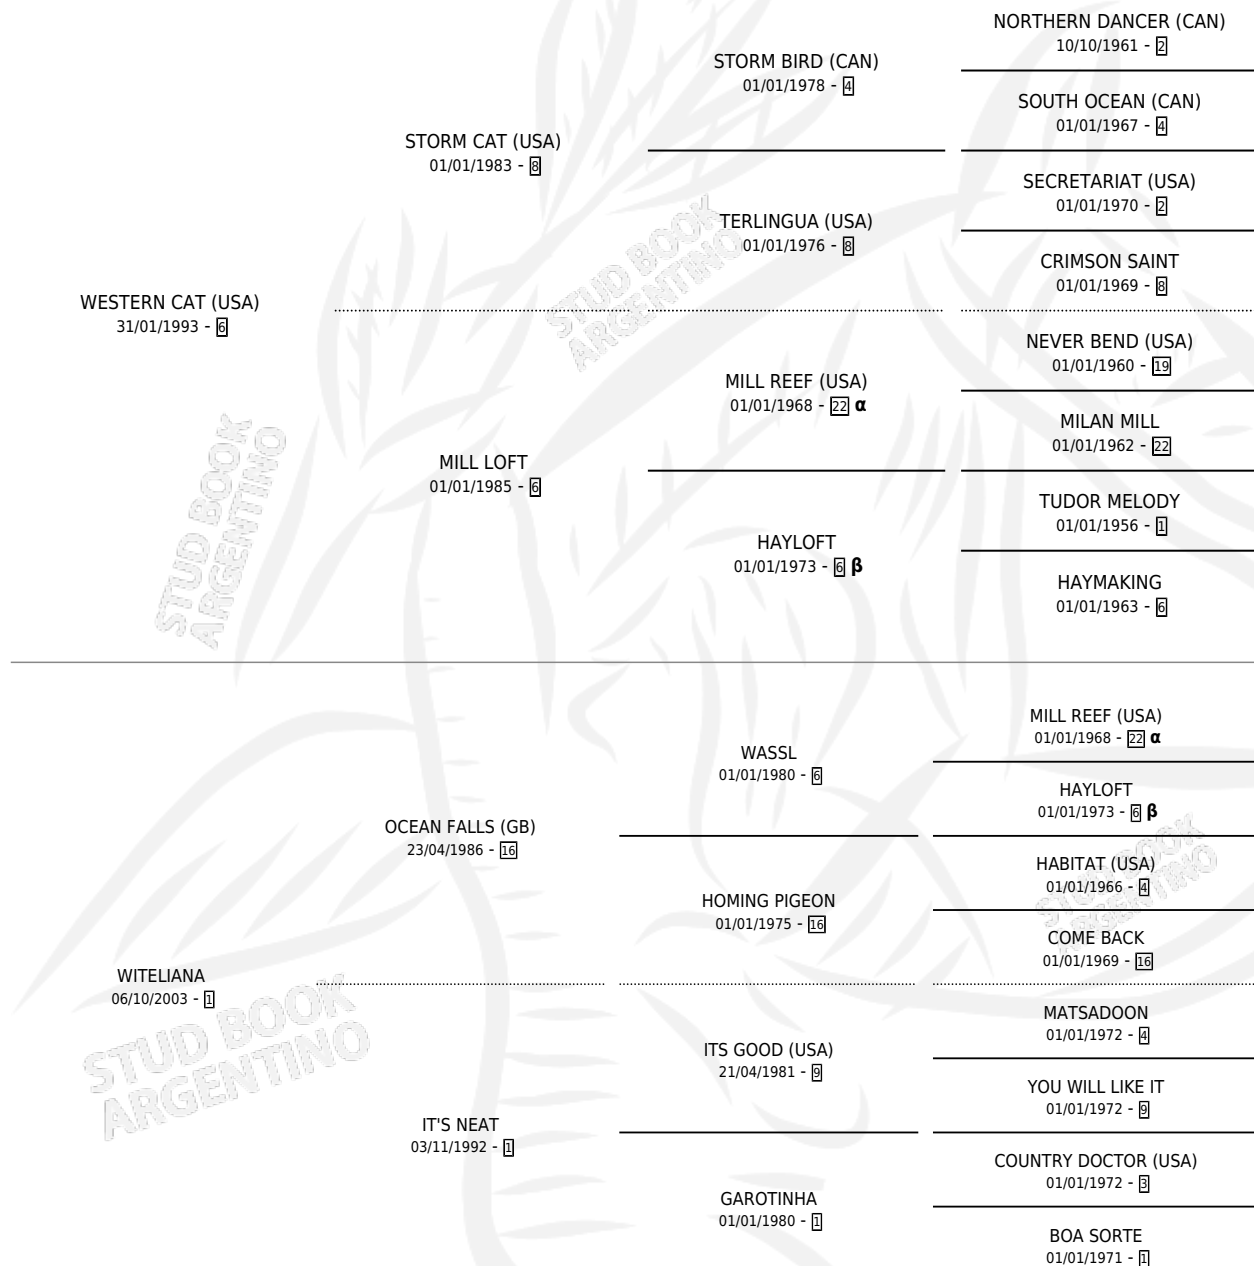 NORTHERN DANCER (CAN)
10/10/1961 - 2
STORM BIRD (CAN)
01/01/1978 - 4
SOUTH OCEAN (CAN)
01/01/1967 - 4
STORM CAT (USA)
01/01/1983 - 8
SECRETARIAT (USA)
01/01/1970 - 2
TERLINGUA (USA)
01/01/1976 - 8
CRIMSON SAINT
01/01/1969 - 8
WESTERN CAT (USA)
31/01/1993 - 6
NEVER BEND (USA)
01/01/1960 - 19
MILL REEF (USA)
01/01/1968 - 22 α
MILAN MILL
01/01/1962 - 22
MILL LOFT
01/01/1985 - 6
TUDOR MELODY
01/01/1956 - 1
HAYLOFT
01/01/1973 - 6 β
HAYMAKING
01/01/1963 - 6
MILL REEF (USA)
01/01/1968 - 22 α
WASSL
01/01/1980 - 6
HAYLOFT
01/01/1973 - 6 β
OCEAN FALLS (GB)
23/04/1986 - 16
HABITAT (USA)
01/01/1966 - 4
HOMING PIGEON
01/01/1975 - 16
COME BACK
01/01/1969 - 16
WITELIANA
06/10/2003 - 1
MATSADOON
01/01/1972 - 4
ITS GOOD (USA)
21/04/1981 - 9
YOU WILL LIKE IT
01/01/1972 - 9
IT'S NEAT
03/11/1992 - 1
COUNTRY DOCTOR (USA)
01/01/1972 - 3
GAROTINHA
01/01/1980 - 1
BOA SORTE
01/01/1971 - 1
STUD BOOK
ARGENTINO
STUD BOOK
ARGENTINO
STUD BOOK
ARGENTINO
STUD BOOK
ARGENTINO